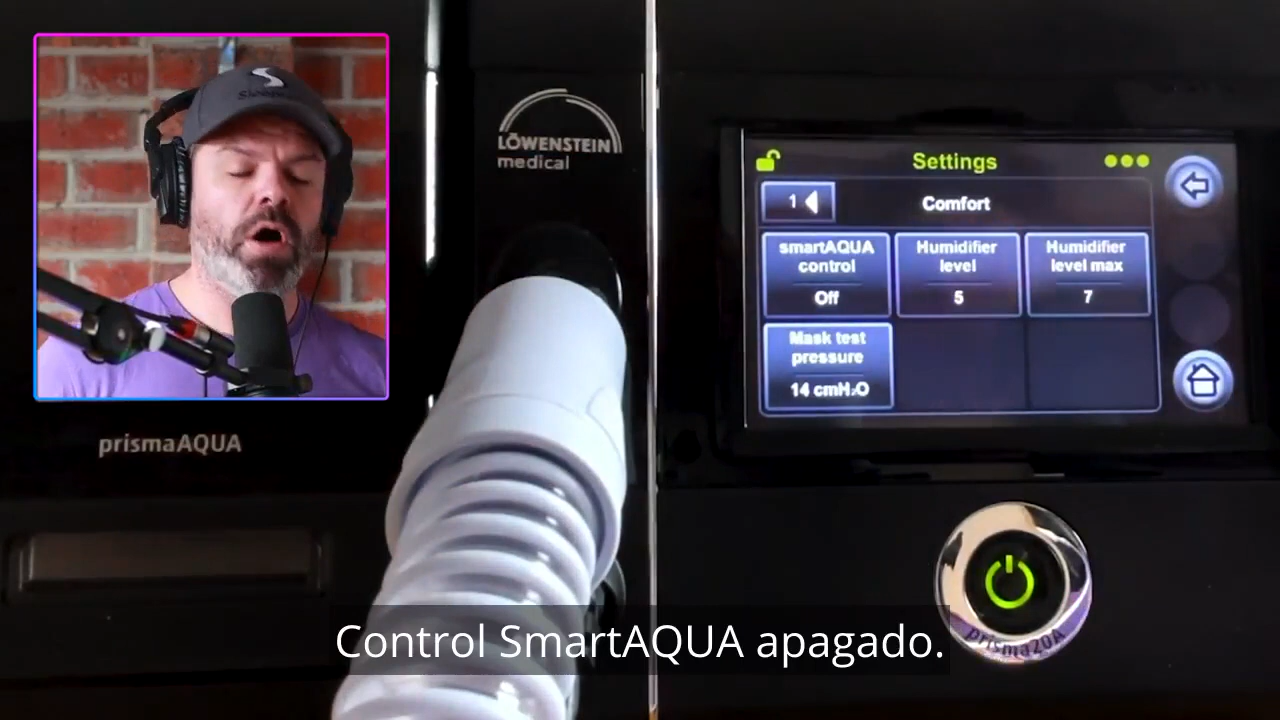 LÖWENSTEIN
medical
prismaAQUA
Settings
1
Comfort
smartAQUA
control
Off
Humidifier
level
5
Humidifier
level max
7
Mask test
pressure
14 cmH₂O
prisma20A
Control SmartAQUA apagado.